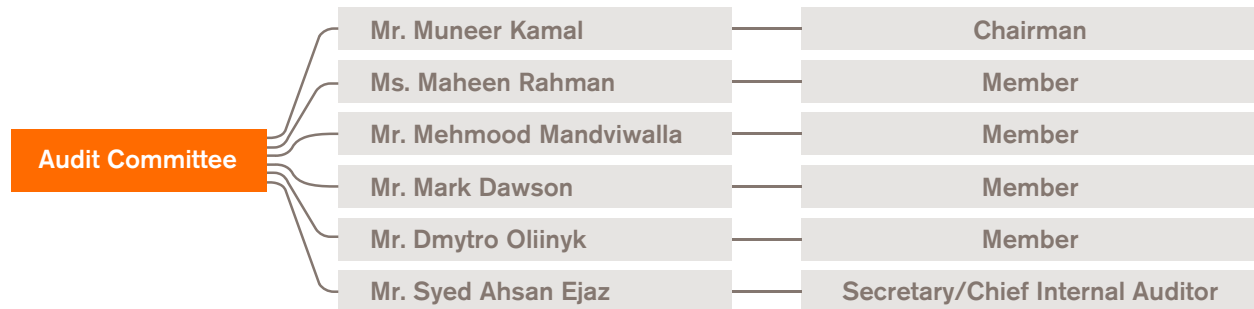 Audit Committee
Mr. Muneer Kamal Chairman
Ms. Maheen Rahman Member
Mr. Mehmood Mandviwalla Member
Mr. Mark Dawson Member
Mr. Dmytro Oliinyk Member
Mr. Syed Ahsan Ejaz Secretary/Chief Internal Auditor